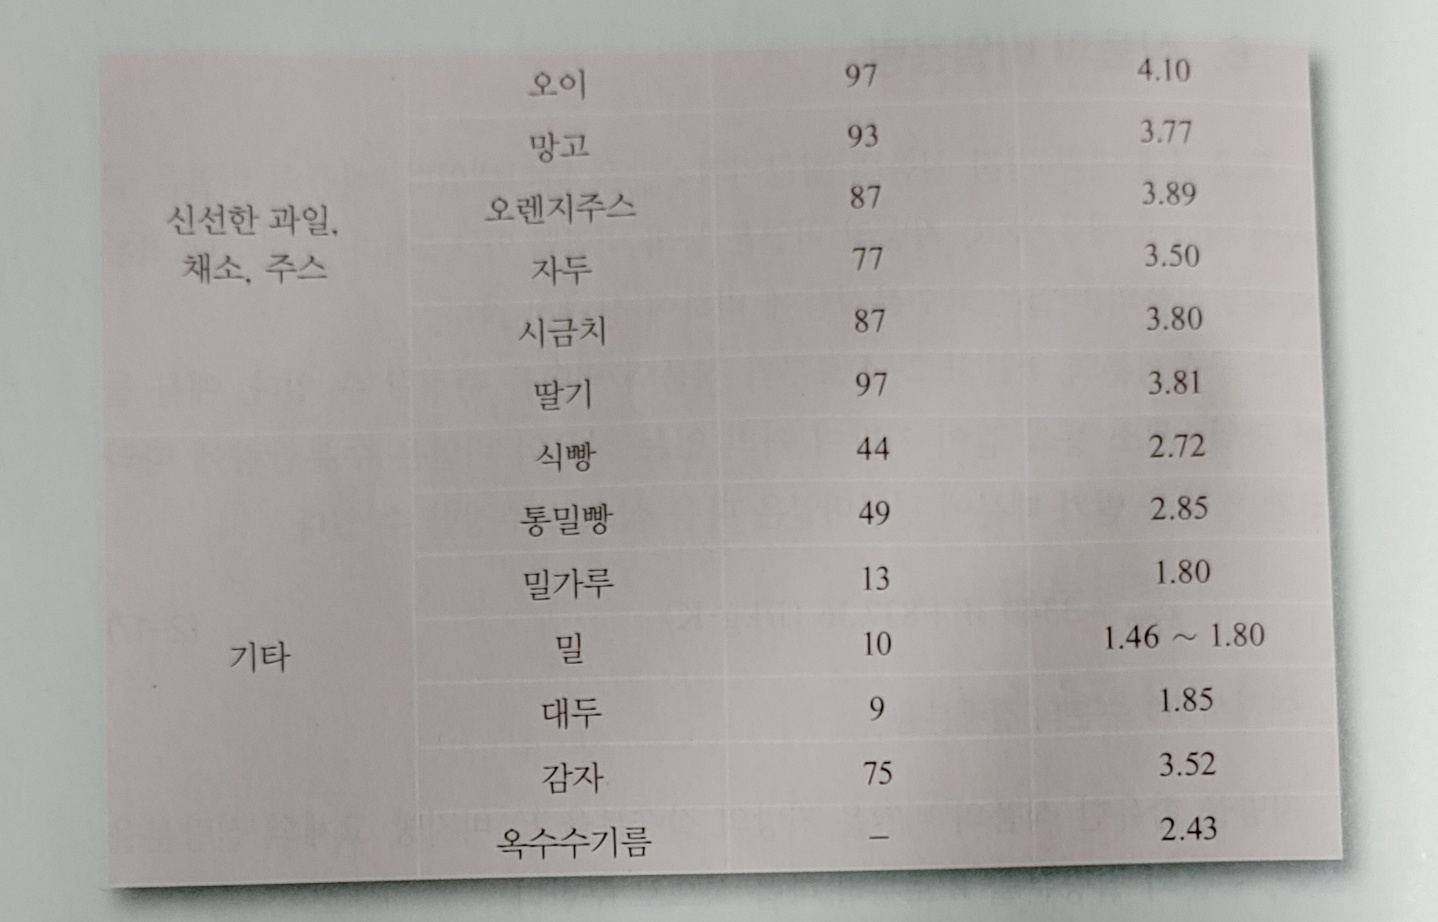 오이 97 4.10
망고 93 3.77
오렌지주스 87 3.89
신선한 과일,
채소, 주스
자두 77 3.50
시금치 87 3.80
딸기 97 3.81
식빵 44 2.72
통밀빵 49 2.85
밀가루 13 1.80
기타
밀 10 1.46 ~ 1.80
대두 9 1.85
감자 75 3.52
옥수수기름 – 2.43